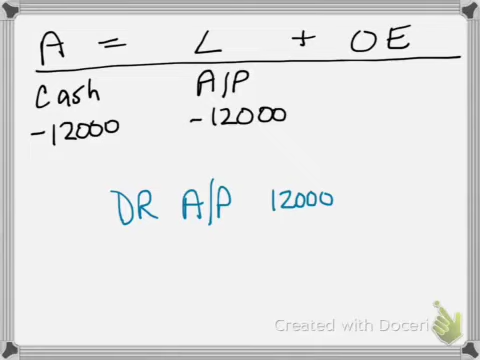 A = L + OE
Cash A/P
-12000 -12000
DR A/P 12000
Created with Doceri